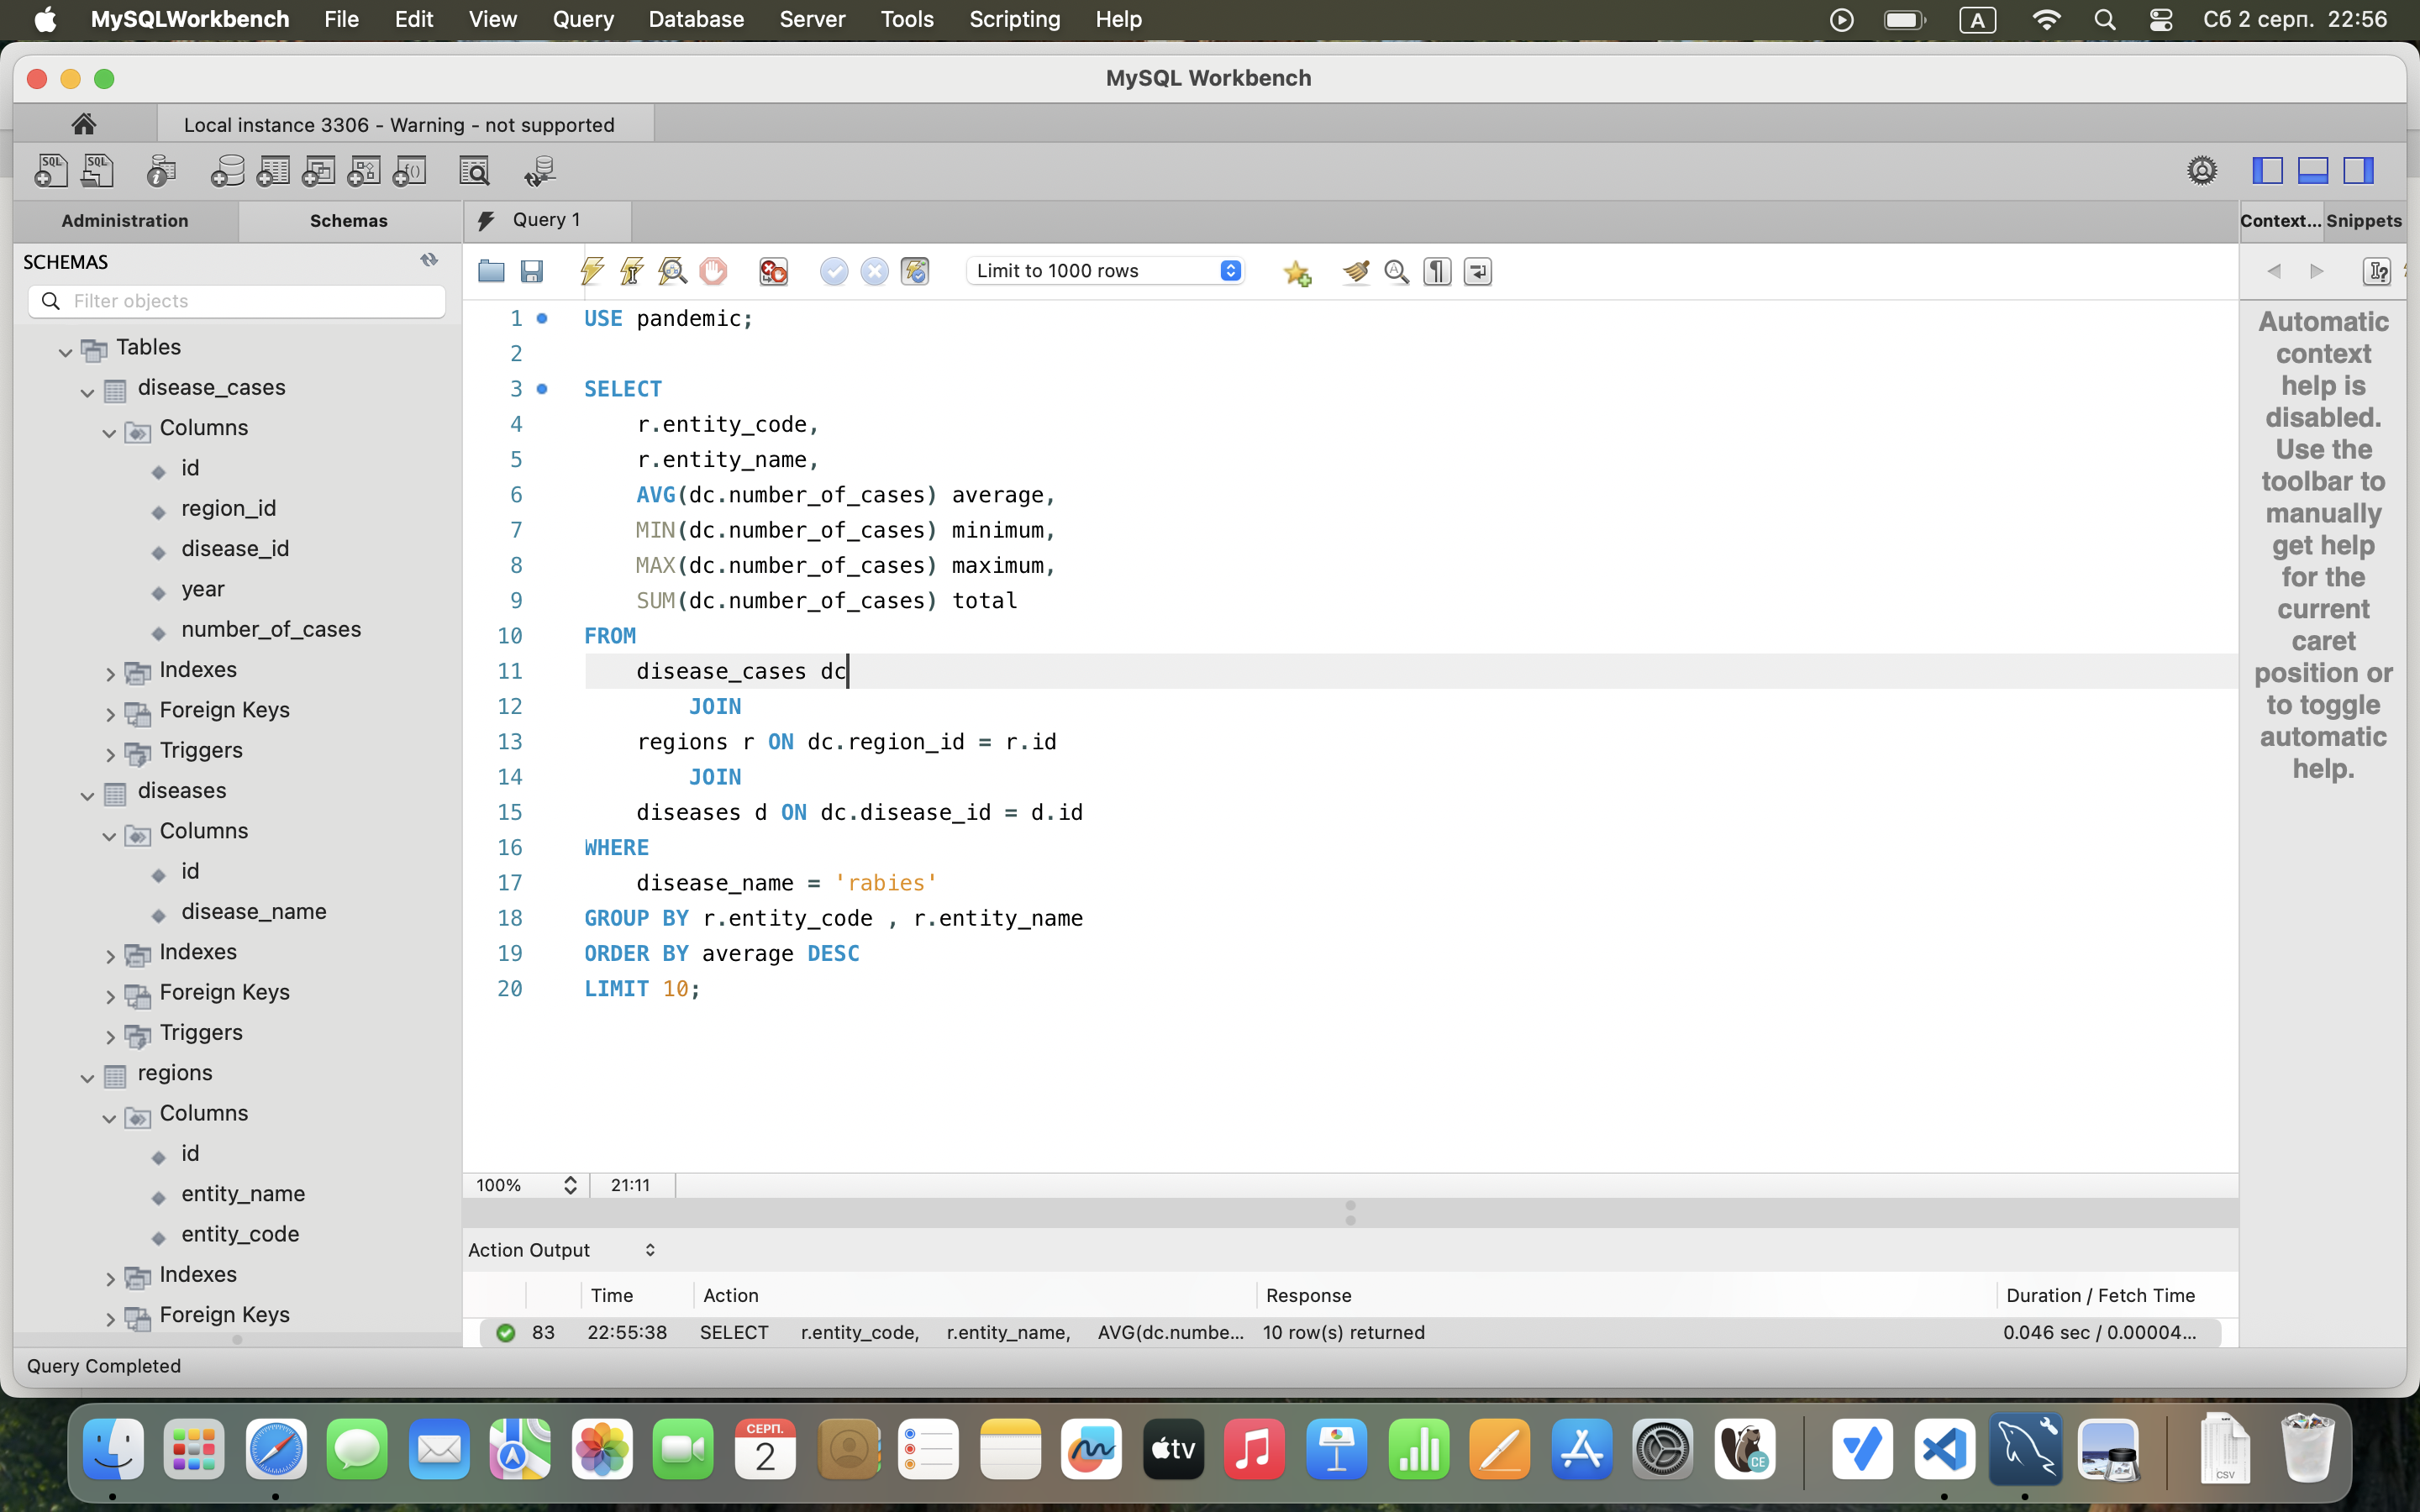 MySQLWorkbench File Edit View Query Database Server Tools Scripting Help A Сб 2 серп. 22:56
MySQL Workbench
Local instance 3306 - Warning - not supported
Administration Schemas Query 1 Context... Snippets
SCHEMAS
Filter objects
Limit to 1000 rows
Tables
disease_cases
Columns
id
region_id
disease_id
year
number_of_cases
Indexes
Foreign Keys
Triggers
diseases
Columns
id
disease_name
Indexes
Foreign Keys
Triggers
regions
Columns
id
entity_name
entity_code
Indexes
Foreign Keys
1 USE pandemic;
2
3 SELECT
4 r.entity_code,
5 r.entity_name,
6 AVG(dc.number_of_cases) average,
7 MIN(dc.number_of_cases) minimum,
8 MAX(dc.number_of_cases) maximum,
9 SUM(dc.number_of_cases) total
10 FROM
11 disease_cases dc
12 JOIN
13 regions r ON dc.region_id = r.id
14 JOIN
15 diseases d ON dc.disease_id = d.id
16 WHERE
17 disease_name = 'rabies'
18 GROUP BY r.entity_code , r.entity_name
19 ORDER BY average DESC
20 LIMIT 10;
Automatic
context
help is
disabled.
Use the
toolbar to
manually
get help
for the
current
caret
position or
to toggle
automatic
help.
100% 21:11
Action Output
Time Action Response Duration / Fetch Time
83 22:55:38 SELECT r.entity_code, r.entity_name, AVG(dc.numbe... 10 row(s) returned 0.046 sec / 0.00004...
Query Completed
СЕРП.
2
tv
CE
CSV